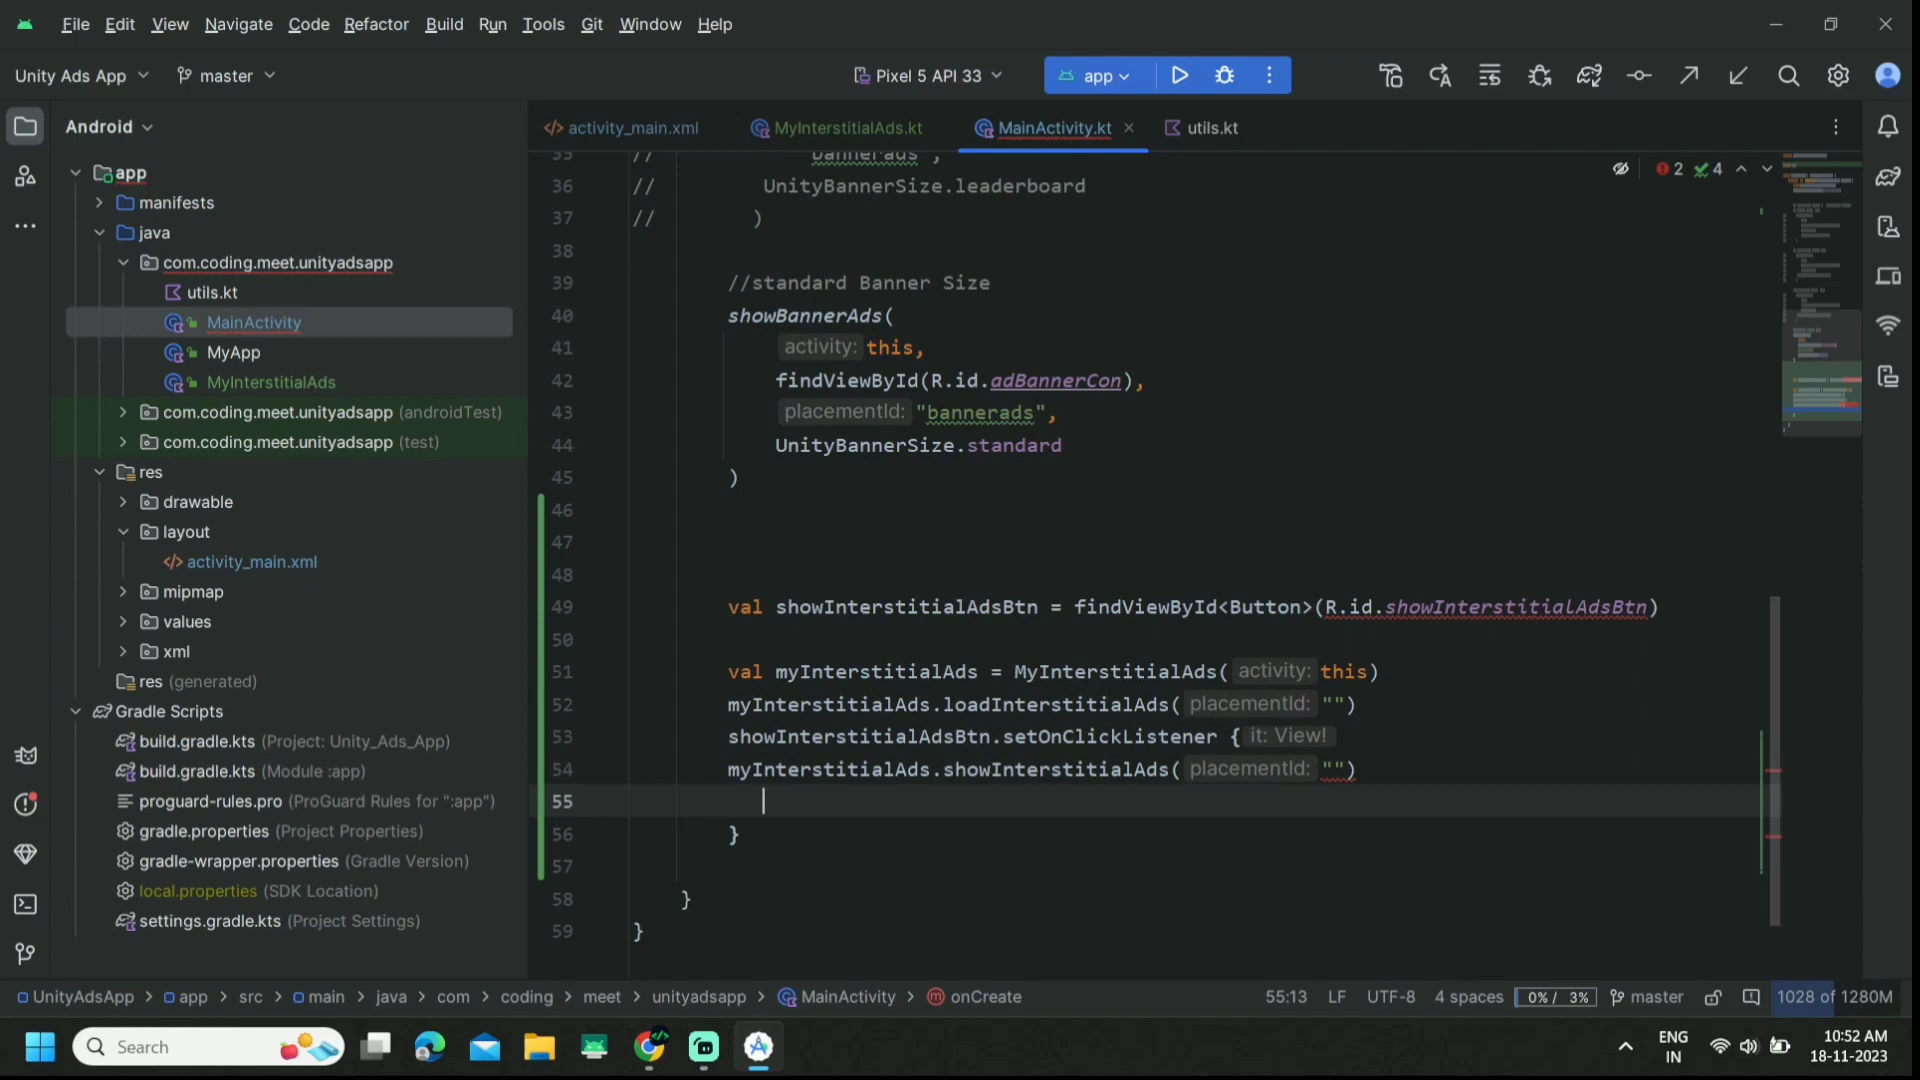 File Edit View Navigate Code Refactor Build Run Tools Git Window Help
Unity Ads App master Pixel 5 API 33 app
Android
activity_main.xml MyInterstitialAds.kt MainActivity.kt utils.kt
app
manifests
java
com.coding.meet.unityadsapp
utils.kt
MainActivity
MyApp
MyInterstitialAds
com.coding.meet.unityadsapp (androidTest)
com.coding.meet.unityadsapp (test)
res
drawable
layout
activity_main.xml
mipmap
values
xml
res (generated)
Gradle Scripts
build.gradle.kts (Project: Unity_Ads_App)
build.gradle.kts (Module :app)
proguard-rules.pro (ProGuard Rules for ":app")
gradle.properties (Project Properties)
gradle-wrapper.properties (Gradle Version)
local.properties (SDK Location)
settings.gradle.kts (Project Settings)
2 4
35 // bannerads",
36 // UnityBannerSize.leaderboard
37 // )
38
39 //standard Banner Size
40 showBannerAds(
41 activity: this,
42 findViewById(R.id.adBannerCon),
43 placementId: "bannerads",
44 UnityBannerSize.standard
45 )
46
47
48
49 val showInterstitialAdsBtn = findViewById<Button>(R.id.showInterstitialAdsBtn)
50
51 val myInterstitialAds = MyInterstitialAds( activity: this)
52 myInterstitialAds.loadInterstitialAds( placementId: "")
53 showInterstitialAdsBtn.setOnClickListener { it: View!
54 myInterstitialAds.showInterstitialAds( placementId: "")
55
56 }
57
58 }
59 }
UnityAdsApp > app > src > main > java > com > coding > meet > unityadsapp > MainActivity > onCreate 55:13 LF UTF-8 4 spaces 0% / 3% master 1028 of 1280M
Search ENG IN 10:52 AM 18-11-2023